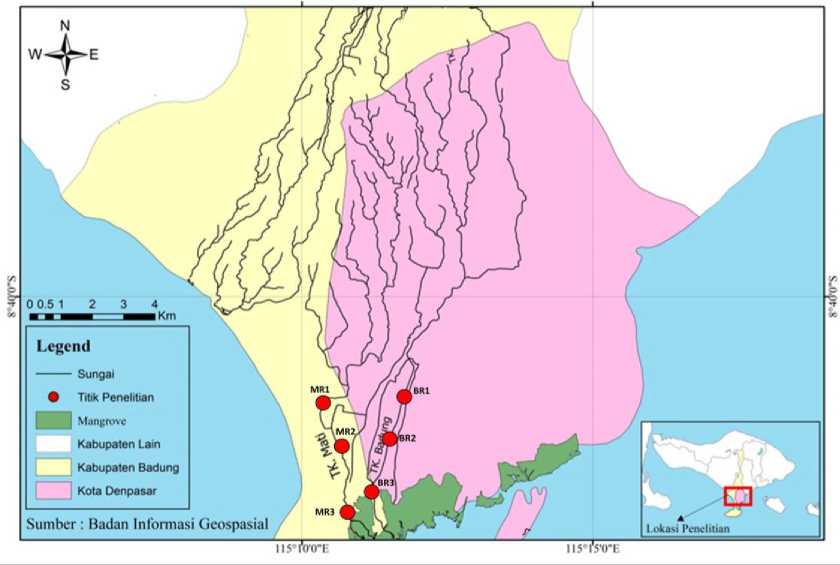 N
W E
S
8°40'0"S
8°40'0"S
0 0.5 1 2 3 4
Km
Legend
Sungai
Titik Penelitian
Mangrove
Kabupaten Lain
Kabupaten Badung
Kota Denpasar
Sumber : Badan Informasi Geospasial
MR1
BR1
MR2
BR2
TK. Mati
TK. Badung
BR3
MR3
Lokasi Penelitian
115°10'0"E
115°15'0"E